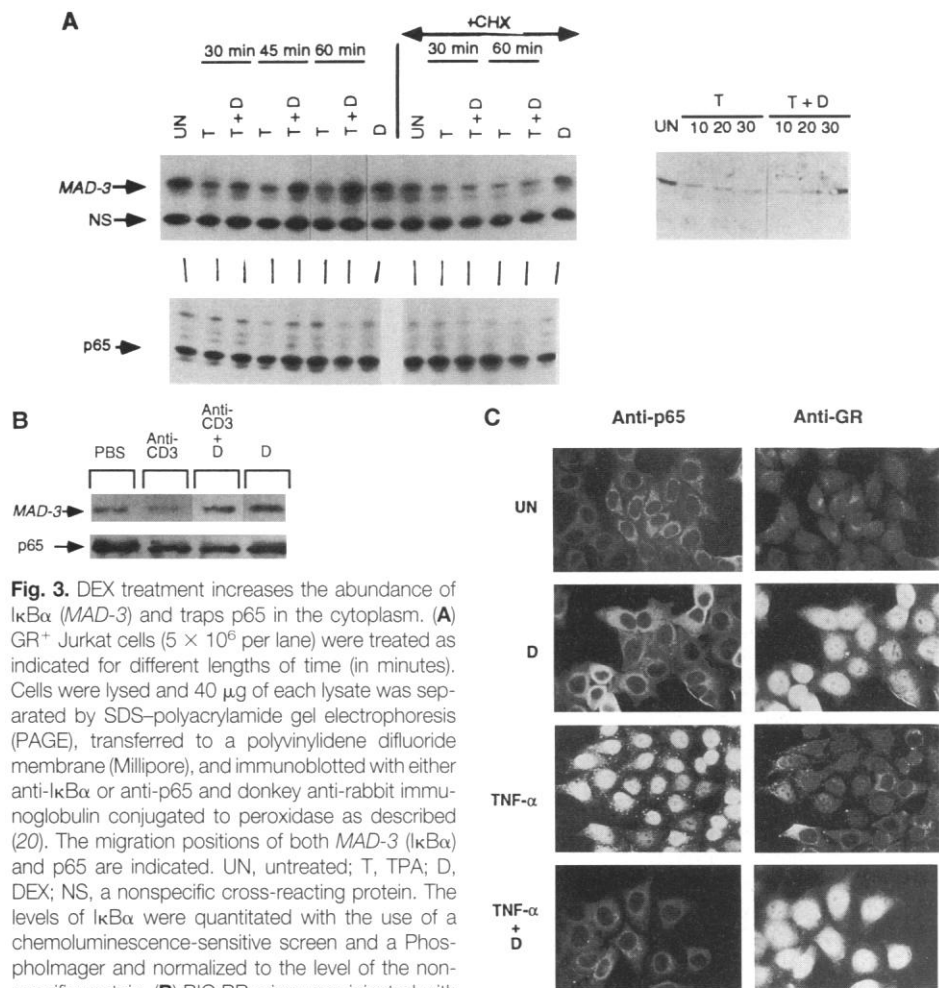 A
+CHX
30 min 45 min 60 min
30 min 60 min
UN T T + D T T + D T T + D D
UN T T + D T T + D D
MAD-3
NS
p65
T T + D
UN 10 20 30 10 20 30
B
PBS Anti-CD3 Anti-CD3 + D D
MAD-3
p65
Fig. 3. DEX treatment increases the abundance of
IκBα (MAD-3) and traps p65 in the cytoplasm. (A)
GR+ Jurkat cells (5 × 10⁶ per lane) were treated as
indicated for different lengths of time (in minutes).
Cells were lysed and 40 μg of each lysate was sep-
arated by SDS–polyacrylamide gel electrophoresis
(PAGE), transferred to a polyvinylidene difluoride
membrane (Millipore), and immunoblotted with either
anti-IκBα or anti-p65 and donkey anti-rabbit immu-
noglobulin conjugated to peroxidase as described
(20). The migration positions of both MAD-3 (IκBα)
and p65 are indicated. UN, untreated; T, TPA; D,
DEX; NS, a nonspecific cross-reacting protein. The
levels of IκBα were quantitated with the use of a
chemoluminescence-sensitive screen and a Phos-
phoImager and normalized to the level of the non-
C
Anti-p65 Anti-GR
UN
D
TNF-α
TNF-α
+
D